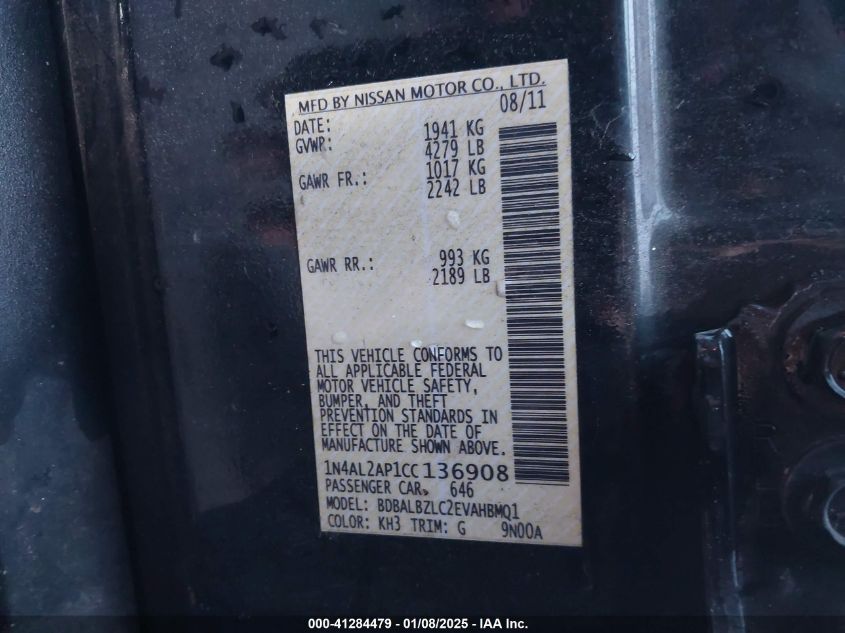 MFD BY NISSAN MOTOR CO., LTD.
DATE: 08/11
GVWR: 1941 KG
4279 LB
GAWR FR.: 1017 KG
2242 LB
GAWR RR.: 993 KG
2189 LB
THIS VEHICLE CONFORMS TO
ALL APPLICABLE FEDERAL
MOTOR VEHICLE SAFETY,
BUMPER, AND THEFT
PREVENTION STANDARDS IN
EFFECT ON THE DATE OF
MANUFACTURE SHOWN ABOVE.
1N4AL2AP1CC136908
PASSENGER CAR. 646
MODEL: BDBALBZLC2EVAHBMQ1
COLOR: KH3 TRIM: G 9N00A
000-41284479 - 01/08/2025 - IAA Inc.